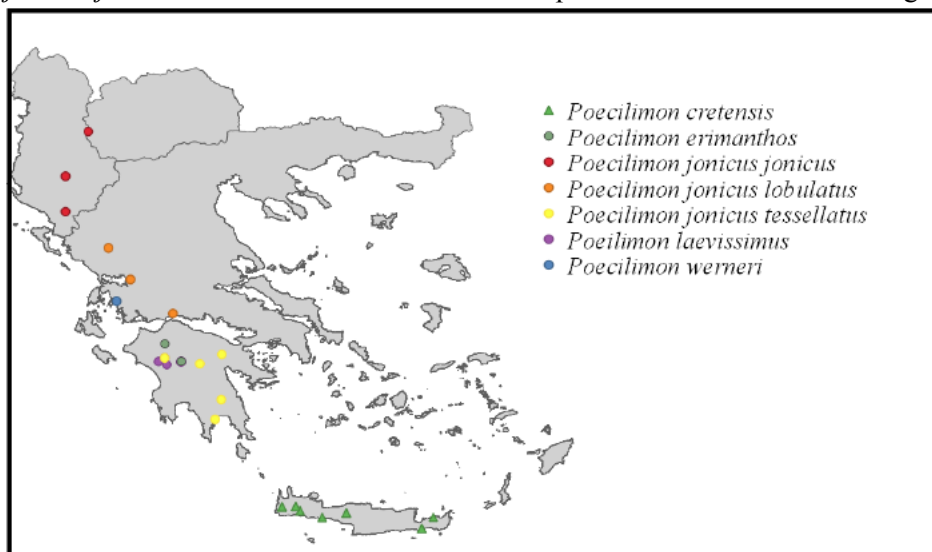 Poecilimon cretensis
Poecilimon erimanthos
Poecilimon jonicus jonicus
Poecilimon jonicus lobulatus
Poecilimon jonicus tessellatus
Poeilimon laevissimus
Poecilimon werneri